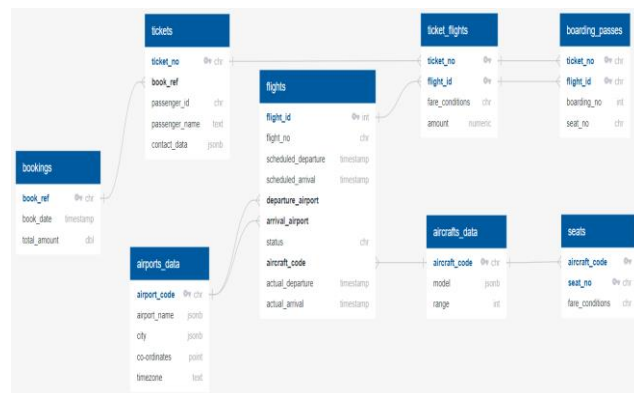 tickets
ticket_no chr
book_ref
passenger_id chr
passenger_name text
contact_data jsonb
ticket_flights
ticket_no chr
flight_id
fare_conditions chr
amount numeric
boarding_passes
ticket_no chr
flight_id chr
boarding_no int
seat_no chr
flights
flight_id int
flight_no chr
scheduled_departure timestamp
scheduled_arrival timestamp
departure_airport
arrival_airport
status chr
aircraft_code
actual_departure timestamp
actual_arrival timestamp
bookings
book_ref chr
book_date timestamp
total_amount dbl
airports_data
airport_code chr
airport_name jsonb
city jsonb
co-ordinates point
timezone text
aircrafts_data
aircraft_code chr
model jsonb
range int
seats
aircraft_code
seat_no chr
fare_conditions chr